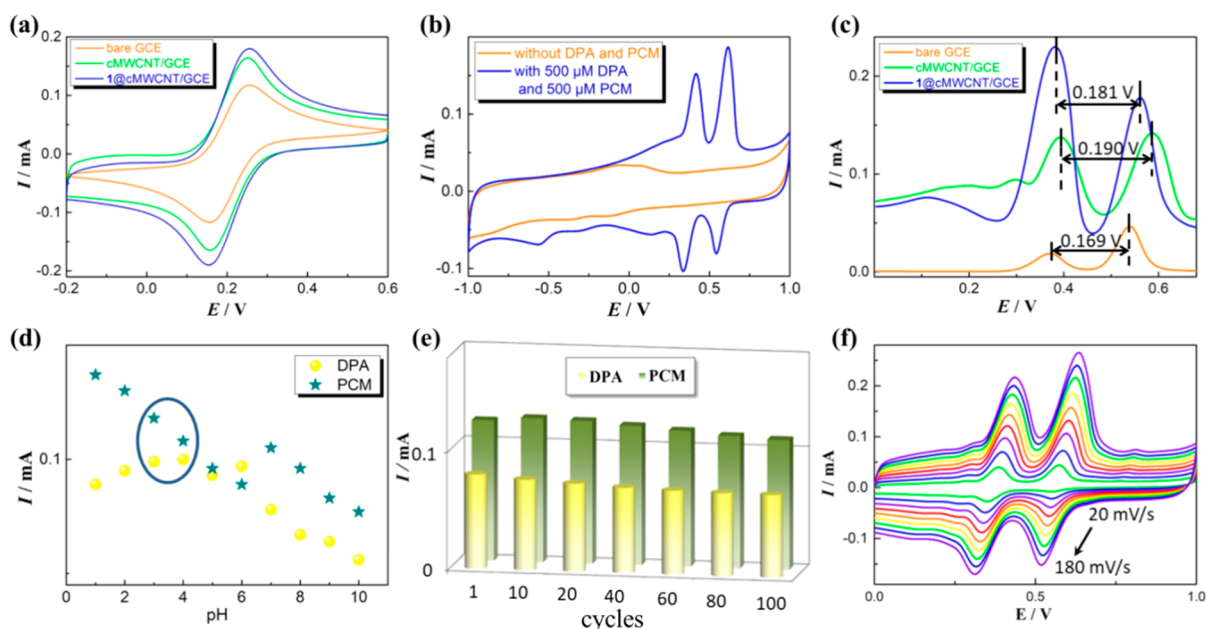 (a)
bare GCE
cMWCNT/GCE
1@cMWCNT/GCE
I / mA
0.2
0.1
0.0
-0.1
-0.2
-0.2 0.0 0.2 0.4 0.6
E / V
(b)
without DPA and PCM
with 500 μM DPA
and 500 μM PCM
I / mA
0.1
0.0
-0.1
-1.0 -0.5 0.0 0.5 1.0
E / V
(c)
bare GCE
cMWCNT/GCE
1@cMWCNT/GCE
0.181 V
0.190 V
0.169 V
I / mA
0.2
0.1
0.0
0.2 0.4 0.6
E / V
(d)
DPA
PCM
I / mA
0.1
0 2 4 6 8 10
pH
(e)
DPA PCM
I / mA
0.1
0
1 10 20 40 60 80 100
cycles
(f)
I / mA
0.2
0.1
0.0
-0.1
20 mV/s
180 mV/s
0.0 0.5 1.0
E / V